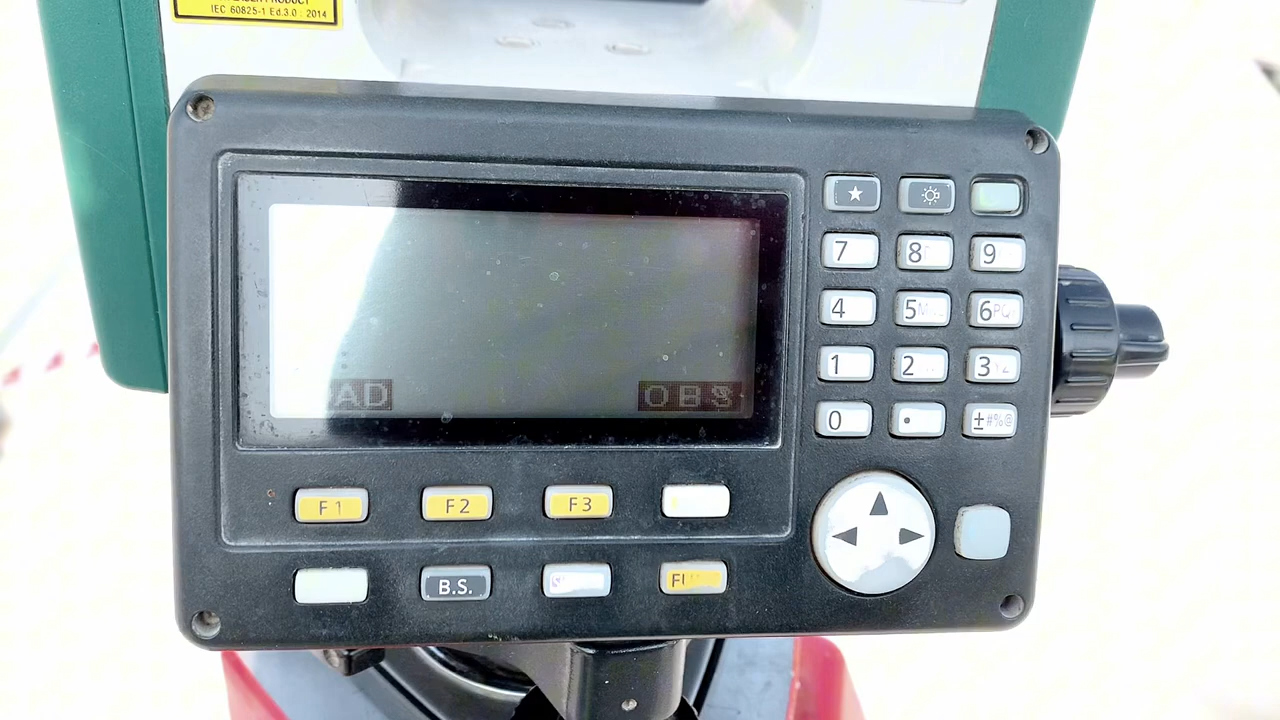 IEC 60825-1 Ed.3.0 : 2014
7 8 9
4 5 6PQ
1 2 3
AD OBS
0 . ±#%@
F1 F2 F3
B.S.